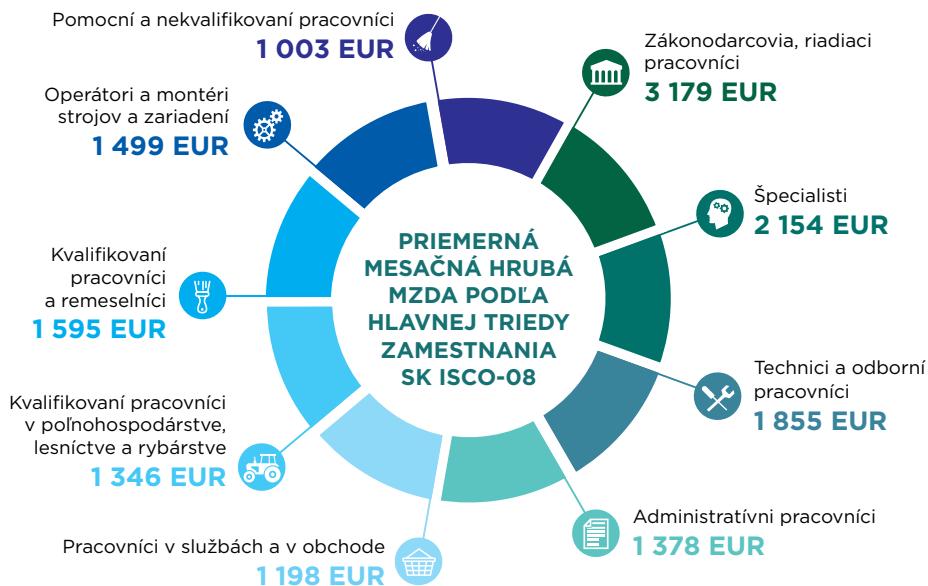 Pomocní a nekvalifikovaní pracovníci
1 003 EUR
Zákonodarcovia, riadiaci
pracovníci
3 179 EUR
Operátori a montéri
strojov a zariadení
1 499 EUR
Špecialisti
2 154 EUR
PRIEMERNÁ
MESAČNÁ HRUBÁ
MZDA PODĽA
HLAVNEJ TRIEDY
ZAMESTNANIA
SK ISCO-08
Kvalifikovaní
pracovníci
a remeselníci
1 595 EUR
Technici a odborní
pracovníci
1 855 EUR
Kvalifikovaní pracovníci
v poľnohospodárstve,
lesníctve a rybárstve
1 346 EUR
Administratívni pracovníci
1 378 EUR
Pracovníci v službách a v obchode
1 198 EUR